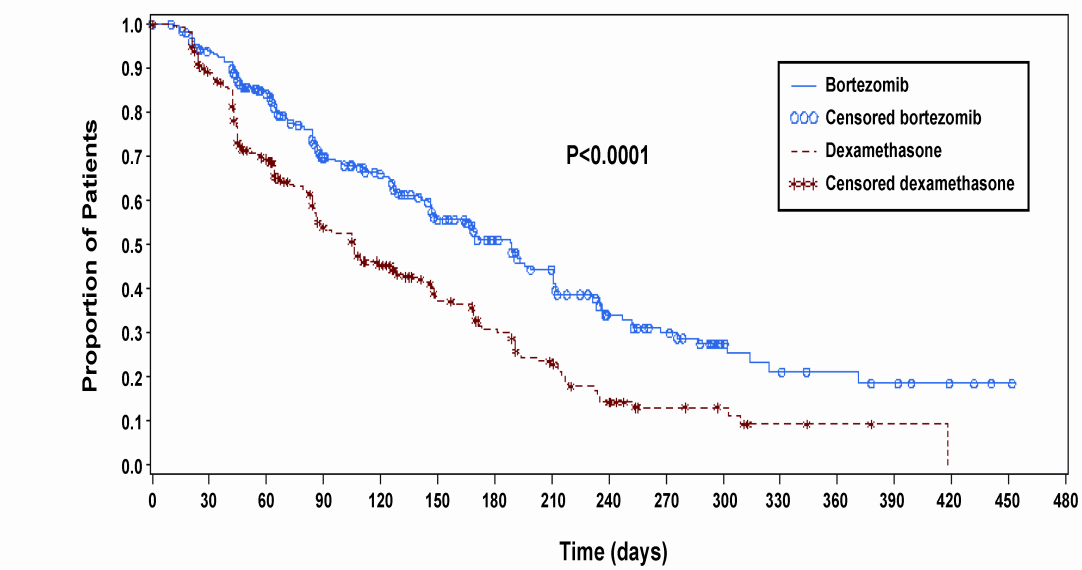 Proportion of Patients
1.0
0.9
0.8
0.7
0.6
0.5
0.4
0.3
0.2
0.1
0.0
P<0.0001
Bortezomib
Censored bortezomib
Dexamethasone
Censored dexamethasone
0 30 60 90 120 150 180 210 240 270 300 330 360 390 420 450 480
Time (days)